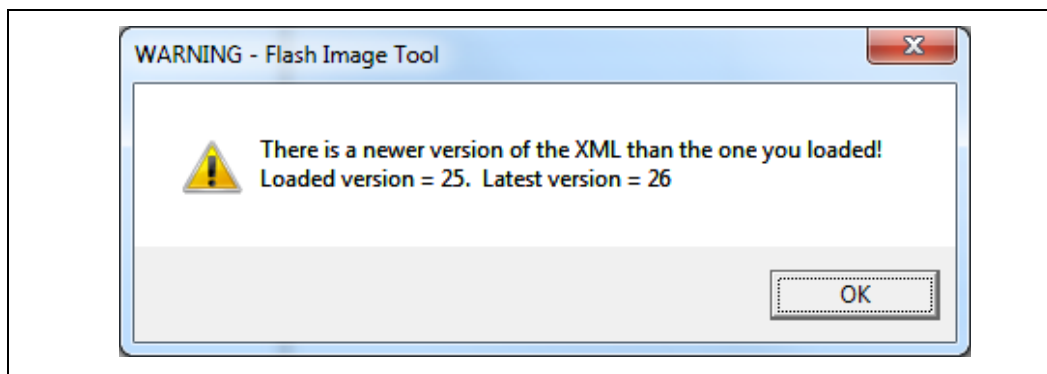 WARNING - Flash Image Tool
There is a newer version of the XML than the one you loaded!
Loaded version = 25.  Latest version = 26
OK